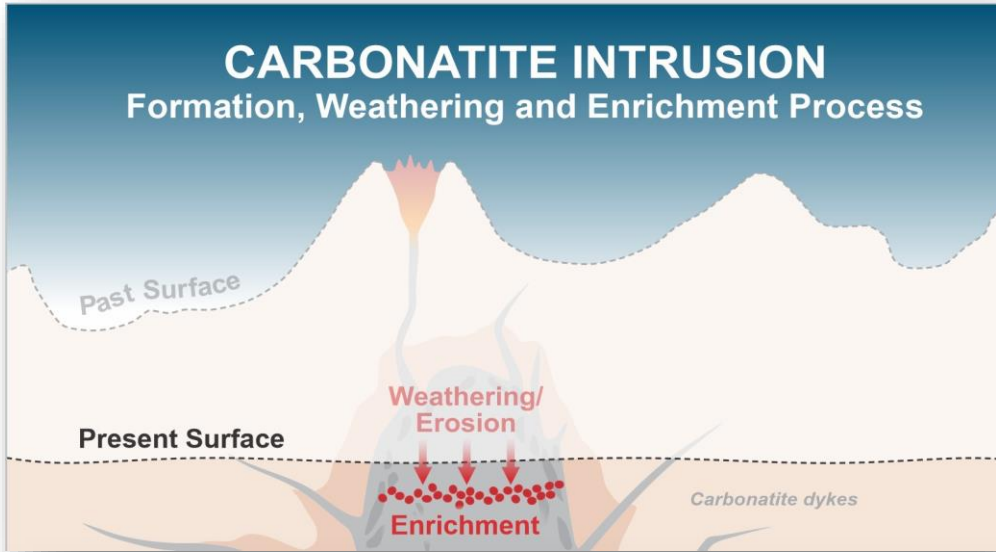 CARBONATITE INTRUSION
Formation, Weathering and Enrichment Process
Past Surface
Weathering/
Erosion
Present Surface
Carbonatite dykes
Enrichment